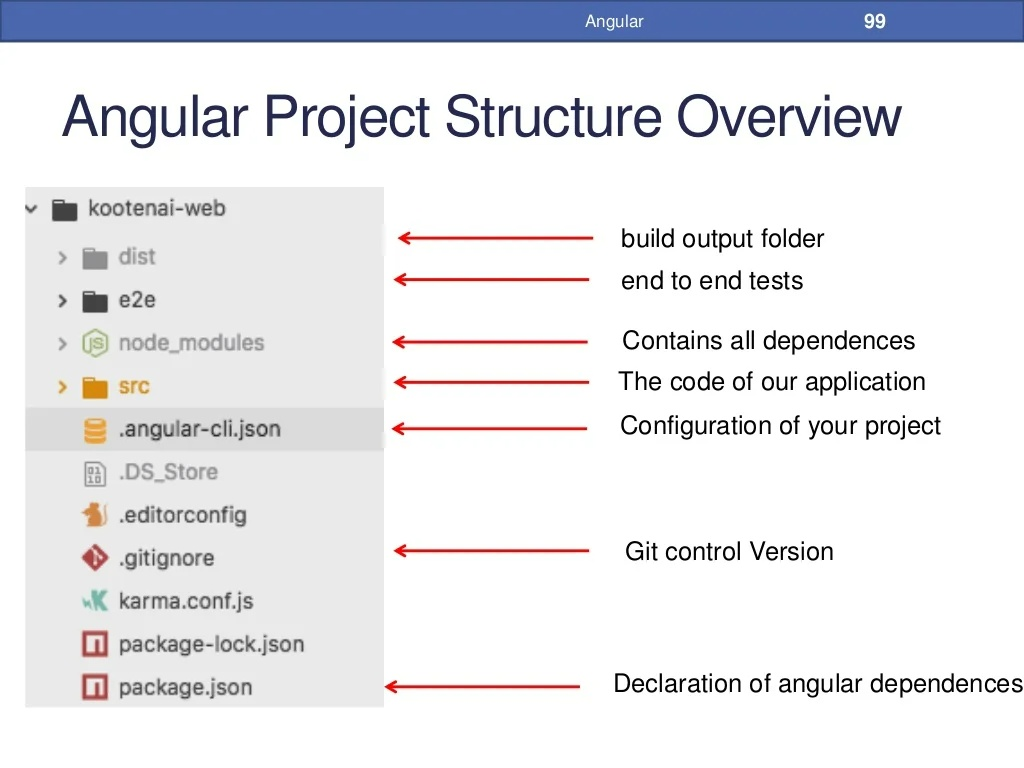 Angular 99
Angular Project Structure Overview
kootenai-web
dist
build output folder
e2e
end to end tests
node_modules
Contains all dependences
src
The code of our application
.angular-cli.json
Configuration of your project
.DS_Store
.editorconfig
.gitignore
Git control Version
karma.conf.js
package-lock.json
package.json
Declaration of angular dependences